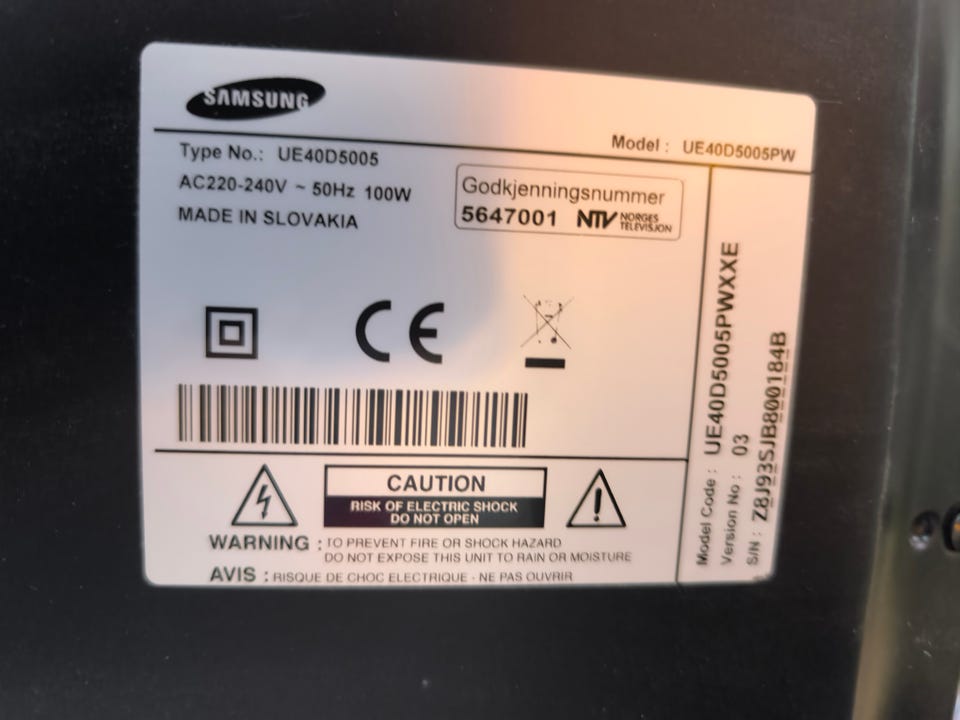 SAMSUNG
Model : UE40D5005PW
Type No.: UE40D5005
AC220-240V ~ 50Hz 100W
MADE IN SLOVAKIA
Godkjenningsnummer
5647001 NTV NORGES TELEVISJON
CE
CAUTION
RISK OF ELECTRIC SHOCK
DO NOT OPEN
WARNING : TO PREVENT FIRE OR SHOCK HAZARD
DO NOT EXPOSE THIS UNIT TO RAIN OR MOISTURE
AVIS : RISQUE DE CHOC ELECTRIQUE - NE PAS OUVRIR
Model Code : UE40D5005PWXXE
Version No : 03
S/N : Z8J93SJB800184B